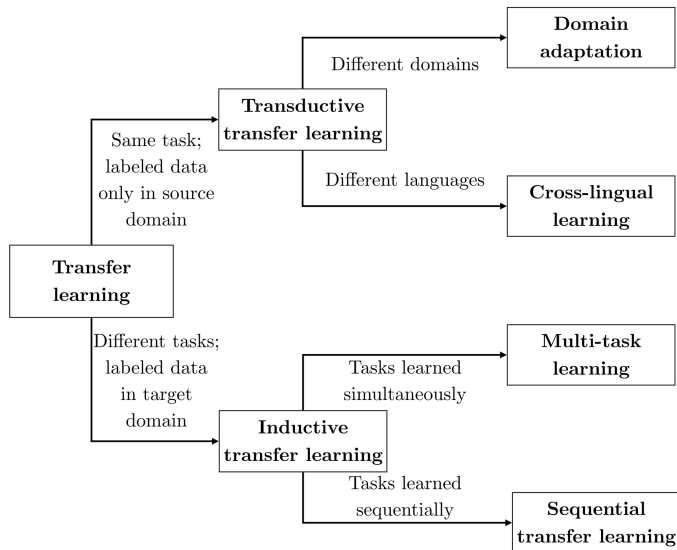 Domain
adaptation
Different domains
Transductive
transfer learning
Same task;
labeled data
only in source
domain
Different languages
Cross-lingual
learning
Transfer
learning
Different tasks;
labeled data
in target
domain
Multi-task
learning
Tasks learned
simultaneously
Inductive
transfer learning
Tasks learned
sequentially
Sequential
transfer learning